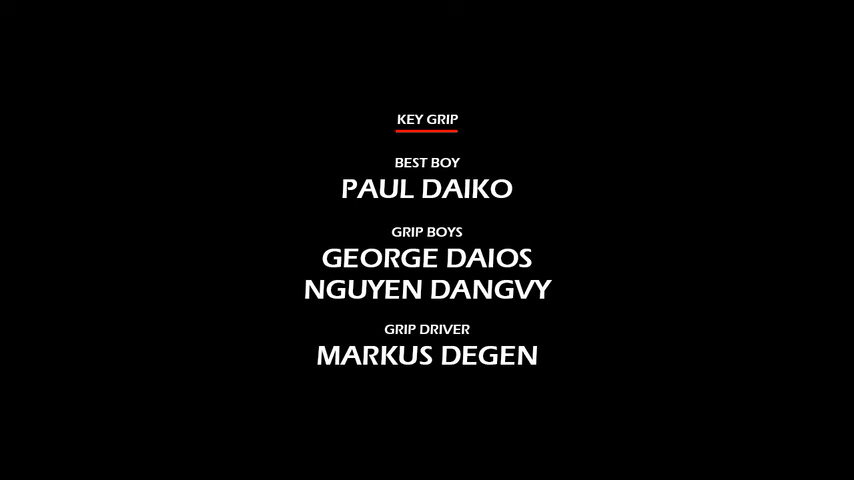 KEY GRIP
BEST BOY
PAUL DAIKO
GRIP BOYS
GEORGE DAIOS
NGUYEN DANGVY
GRIP DRIVER
MARKUS DEGEN